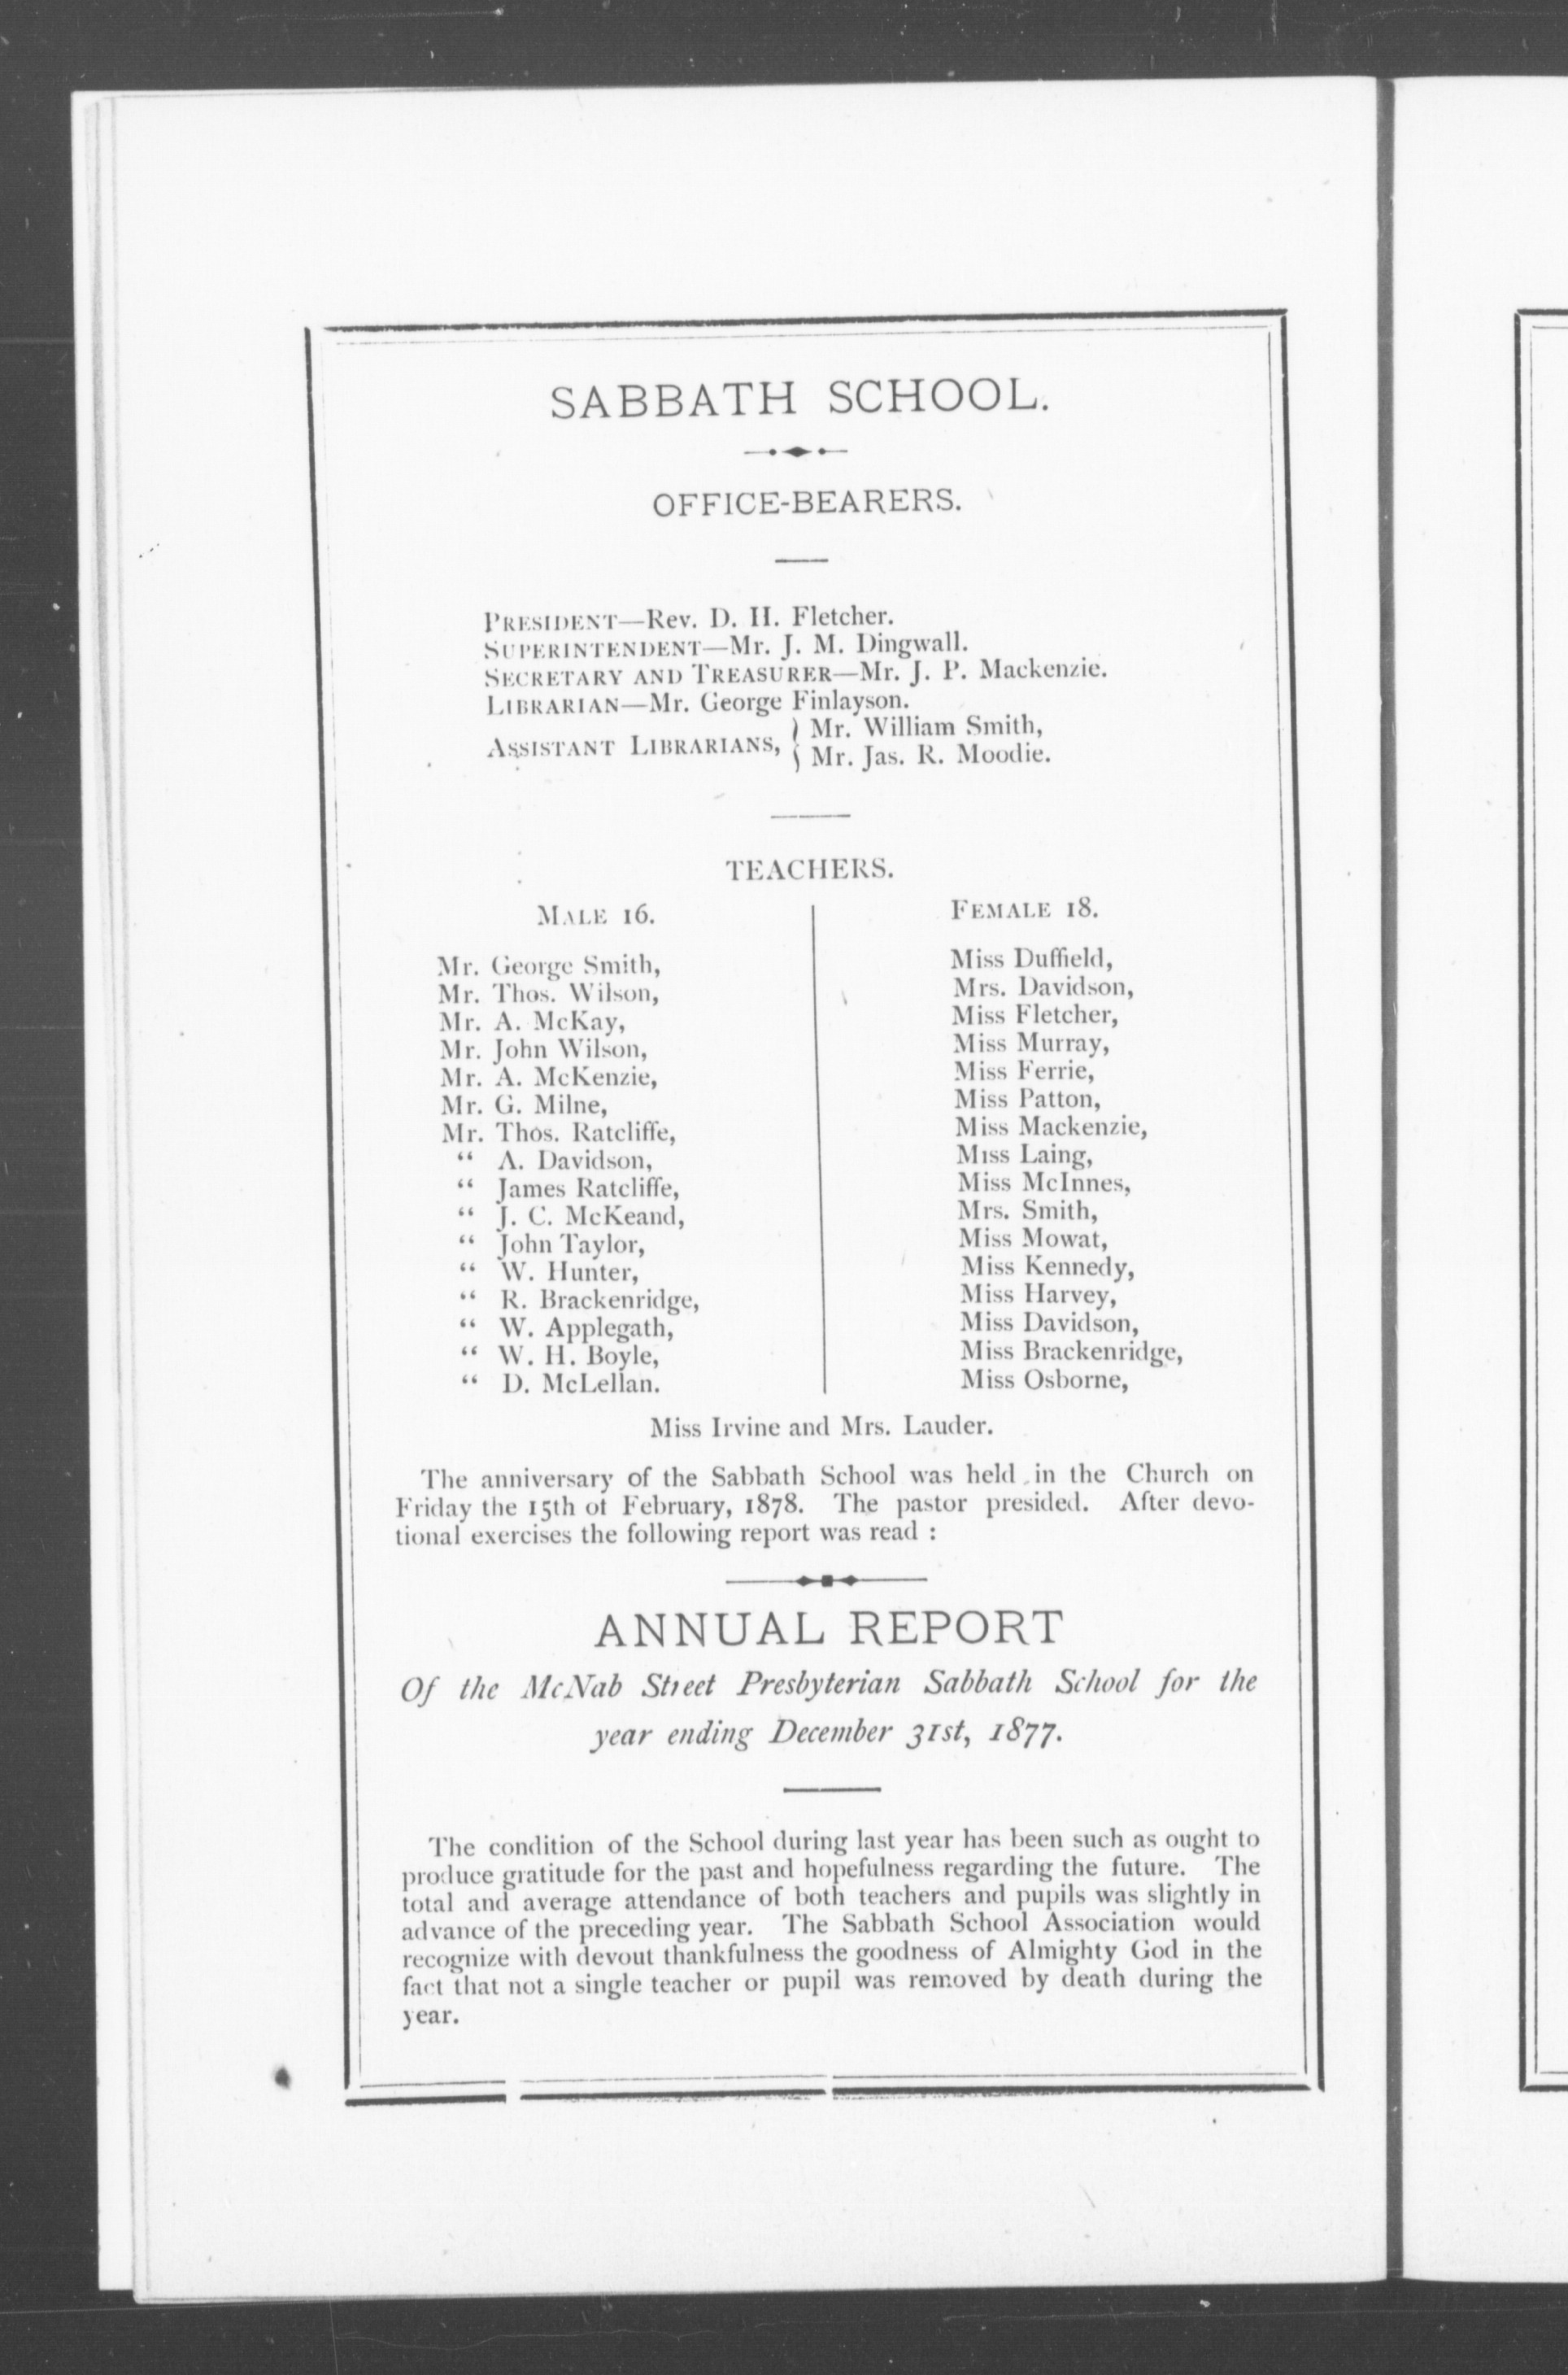 SABBATH SCHOOL.
OFFICE-BEARERS.
PRESIDENT—Rev. D. H. Fletcher.
SUPERINTENDENT—Mr. J. M. Dingwall.
SECRETARY AND TREASURER—Mr. J. P. Mackenzie.
LIBRARIAN—Mr. George Finlayson.
ASSISTANT LIBRARIANS, { Mr. William Smith,
Mr. Jas. R. Moodie.
TEACHERS.
MALE 16.
Mr. George Smith,
Mr. Thos. Wilson,
Mr. A. McKay,
Mr. John Wilson,
Mr. A. McKenzie,
Mr. G. Milne,
Mr. Thos. Ratcliffe,
“ A. Davidson,
“ James Ratcliffe,
“ J. C. McKeand,
“ John Taylor,
“ W. Hunter,
“ R. Brackenridge,
“ W. Applegath,
“ W. H. Boyle,
“ D. McLellan.
FEMALE 18.
Miss Duffield,
Mrs. Davidson,
Miss Fletcher,
Miss Murray,
Miss Ferrie,
Miss Patton,
Miss Mackenzie,
Miss Laing,
Miss McInnes,
Mrs. Smith,
Miss Mowat,
Miss Kennedy,
Miss Harvey,
Miss Davidson,
Miss Brackenridge,
Miss Osborne,
Miss Irvine and Mrs. Lauder.
The anniversary of the Sabbath School was held in the Church on
Friday the 15th of February, 1878. The pastor presided. After devo-
tional exercises the following report was read :
ANNUAL REPORT
Of the McNab Street Presbyterian Sabbath School for the
year ending December 31st, 1877.
The condition of the School during last year has been such as ought to
produce gratitude for the past and hopefulness regarding the future. The
total and average attendance of both teachers and pupils was slightly in
advance of the preceding year. The Sabbath School Association would
recognize with devout thankfulness the goodness of Almighty God in the
fact that not a single teacher or pupil was removed by death during the
year.